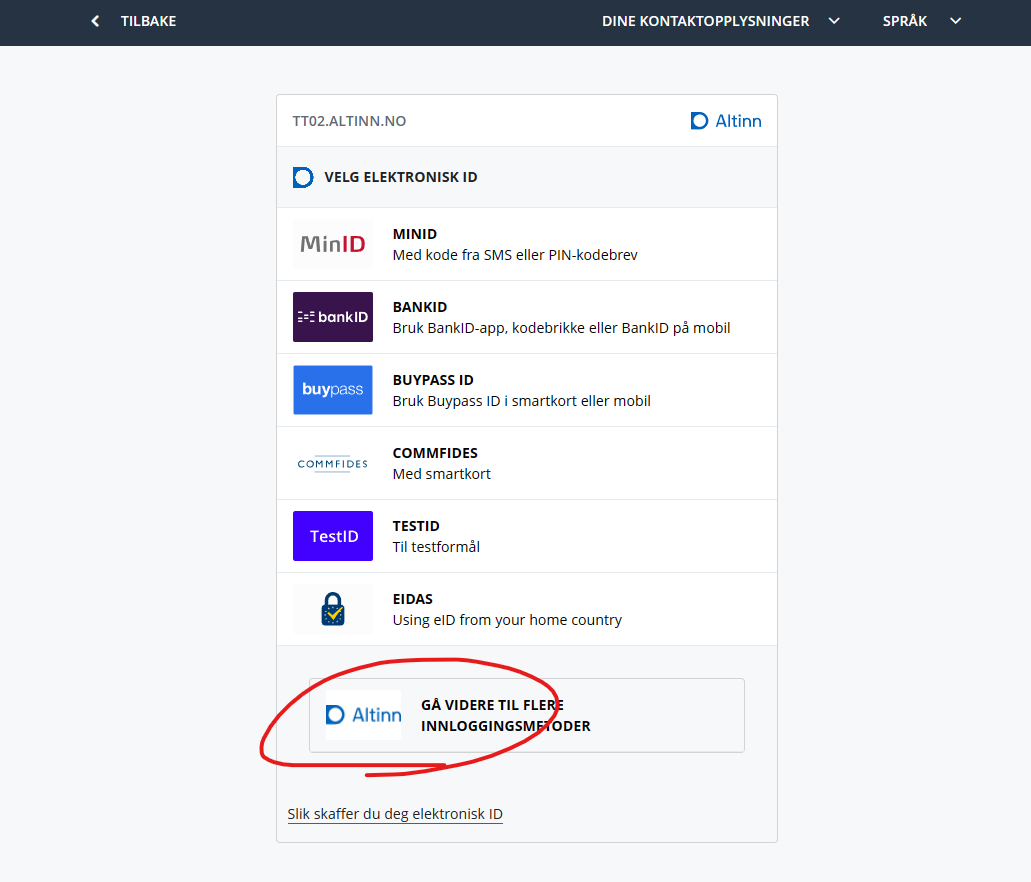 TILBAKE
DINE KONTAKTOPPLYSNINGER
SPRÅK
TT02.ALTINN.NO
Altinn
VELG ELEKTRONISK ID
MinID
MINID
Med kode fra SMS eller PIN-kodebrev
bankID
BANKID
Bruk BankID-app, kodebrikke eller BankID på mobil
buypass
BUYPASS ID
Bruk Buypass ID i smartkort eller mobil
COMMFIDES
COMMFIDES
Med smartkort
TestID
TESTID
Til testformål
EIDAS
Using eID from your home country
Altinn
GÅ VIDERE TIL FLERE
INNLOGGINGSMETODER
Slik skaffer du deg elektronisk ID